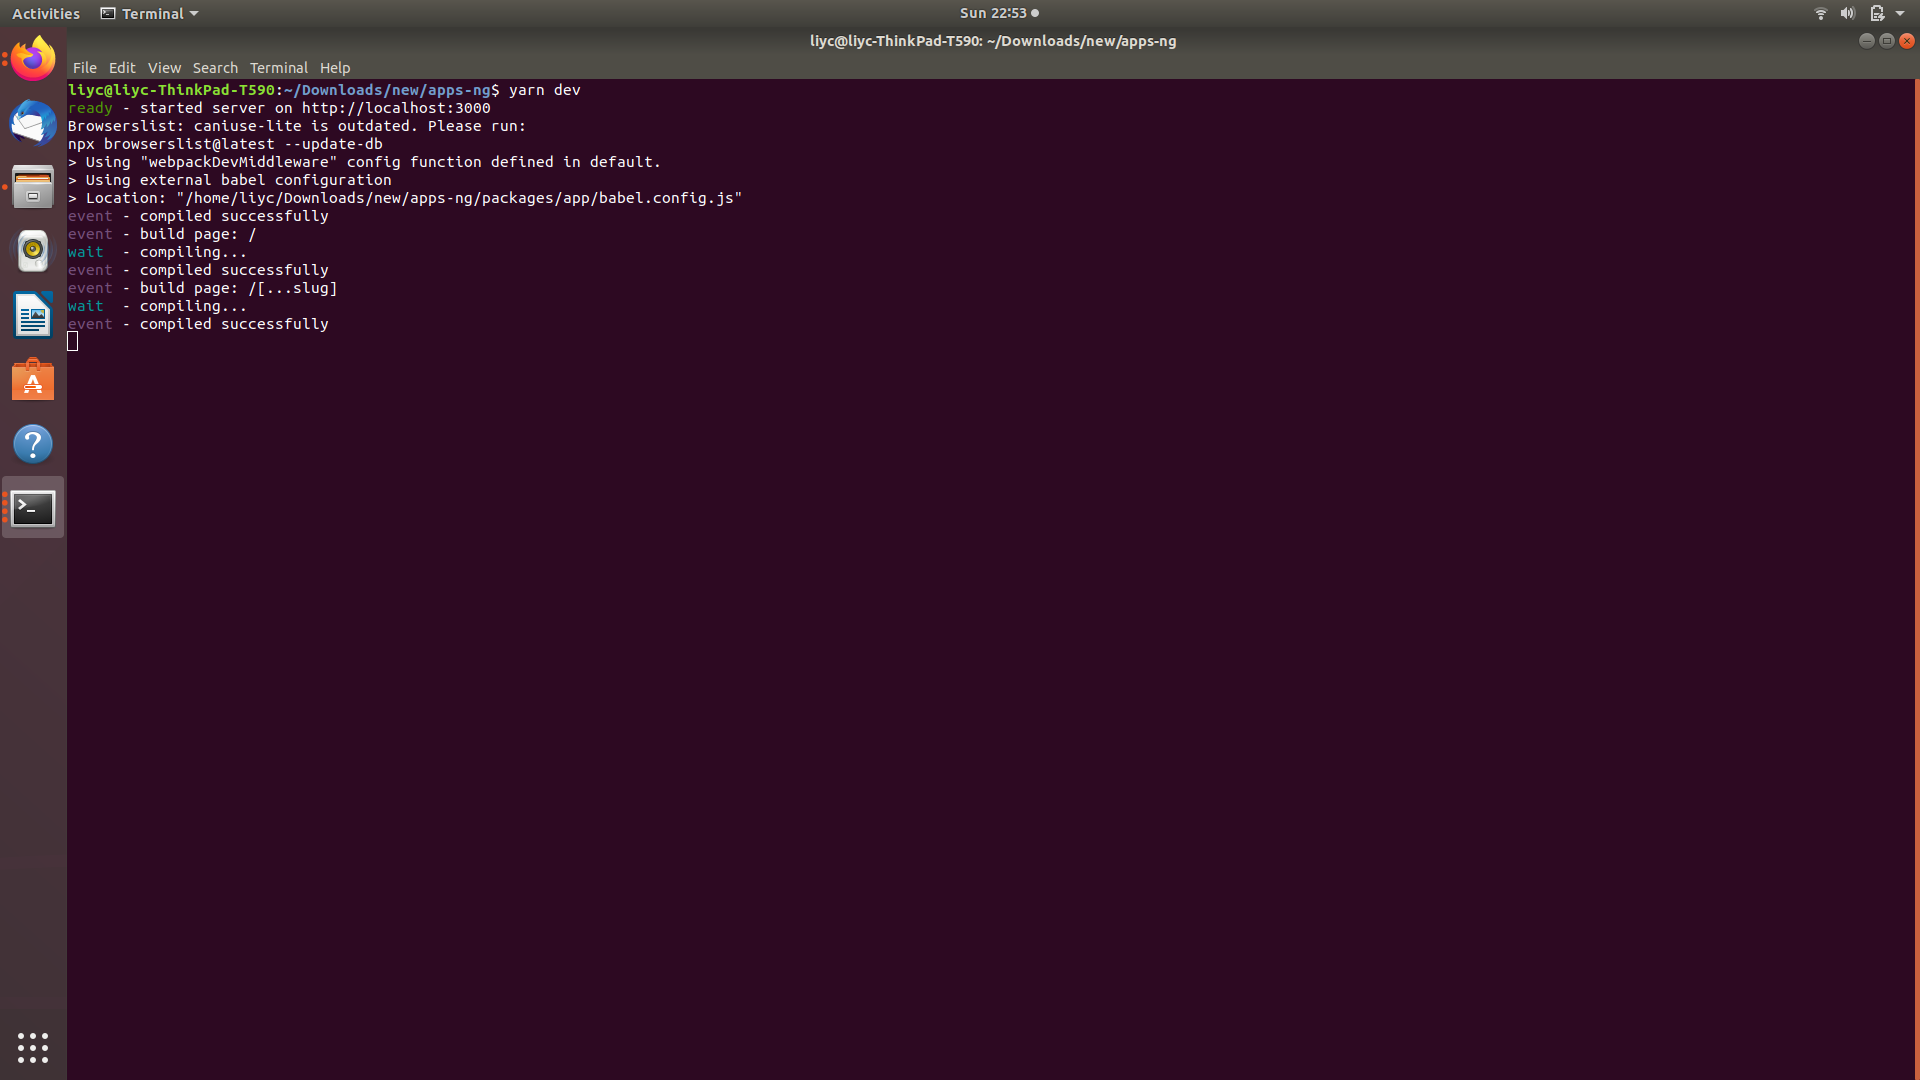 Activities Terminal Sun 22:53
liyc@liyc-ThinkPad-T590: ~/Downloads/new/apps-ng
File Edit View Search Terminal Help
liyc@liyc-ThinkPad-T590:~/Downloads/new/apps-ng$ yarn dev
ready - started server on http://localhost:3000
Browserslist: caniuse-lite is outdated. Please run:
npx browserslist@latest --update-db
> Using "webpackDevMiddleware" config function defined in default.
> Using external babel configuration
> Location: "/home/liyc/Downloads/new/apps-ng/packages/app/babel.config.js"
event - compiled successfully
event - build page: /
wait  - compiling...
event - compiled successfully
event - build page: /[...slug]
wait  - compiling...
event - compiled successfully